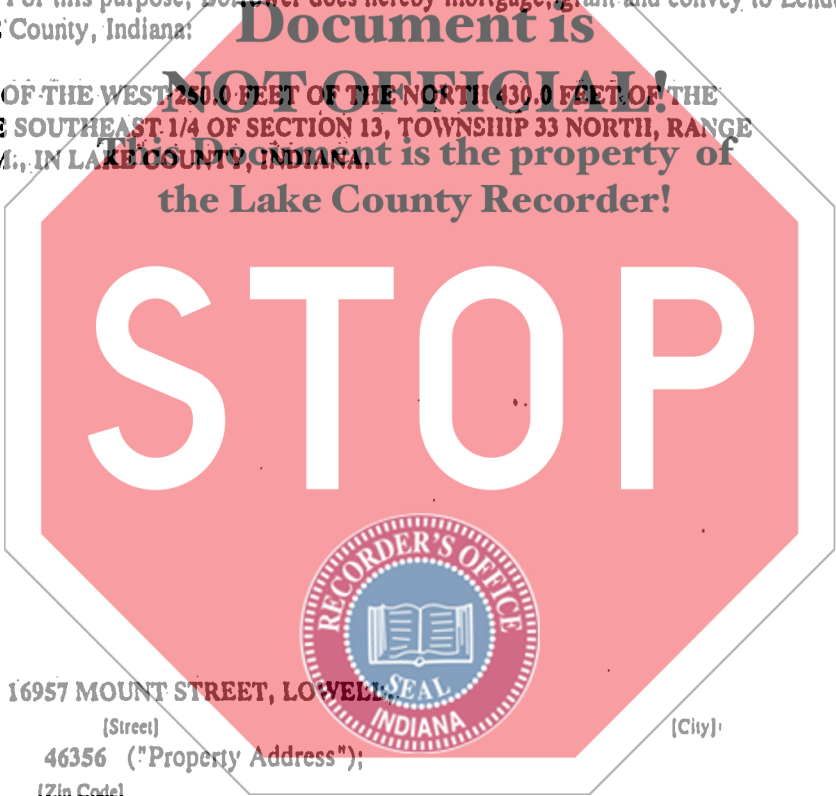 For this purpose, Borrower does hereby mortgage, grant and convey to Lender
County, Indiana:
Document is
NOT OFFICIAL!
OF THE WEST 260.0 FEET OF THE NORTH 430.0 FEET OF THE
SOUTHEAST 1/4 OF SECTION 13, TOWNSHIP 33 NORTH, RANGE
This Document is the property of
IN LAKE COUNTY, INDIANA.
the Lake County Recorder!
STOP
RECORDER'S OFFICE
SEAL
INDIANA
16957 MOUNT STREET, LOWELL
[Street] [City]
46356 ("Property Address");
[Zip Code]